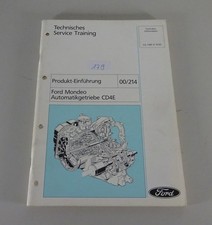 Technisches
Service Training
Produkt-Einführung 00/214
Ford Mondeo
Automatikgetriebe CD4E
Ford